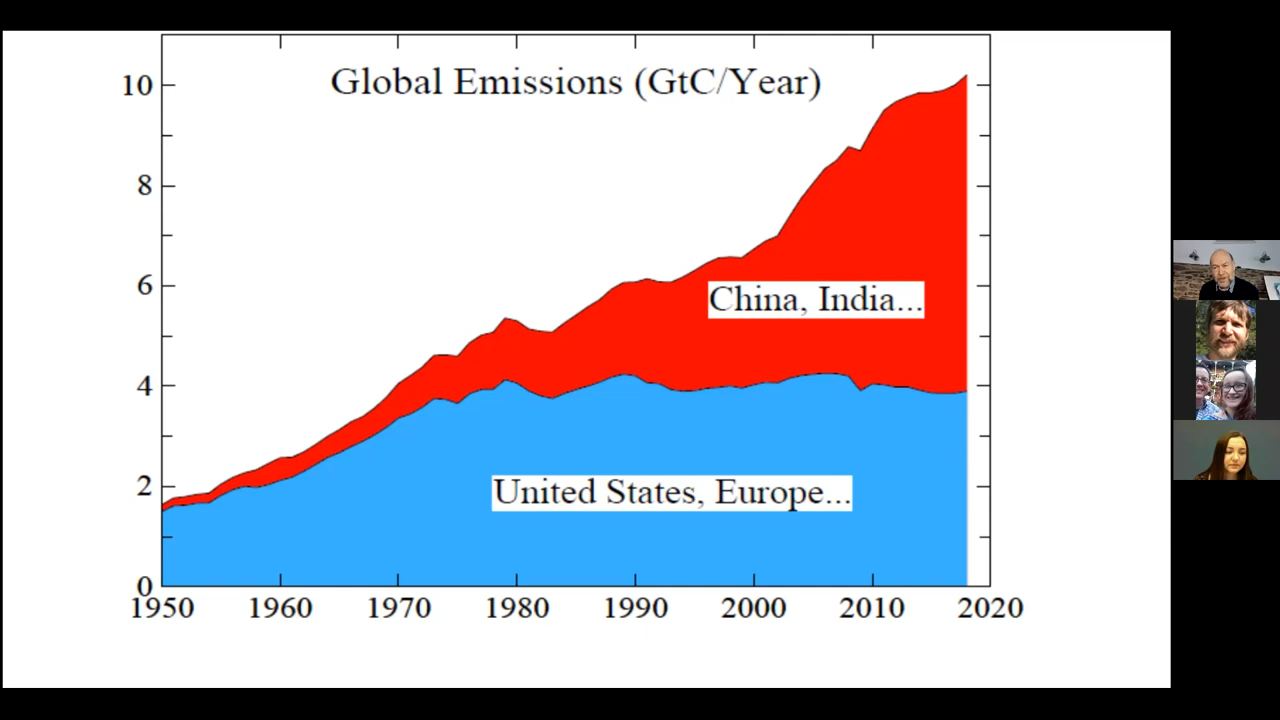 Global Emissions (GtC/Year)
10
8
6
4
2
0
China, India...
United States, Europe...
1950 1960 1970 1980 1990 2000 2010 2020